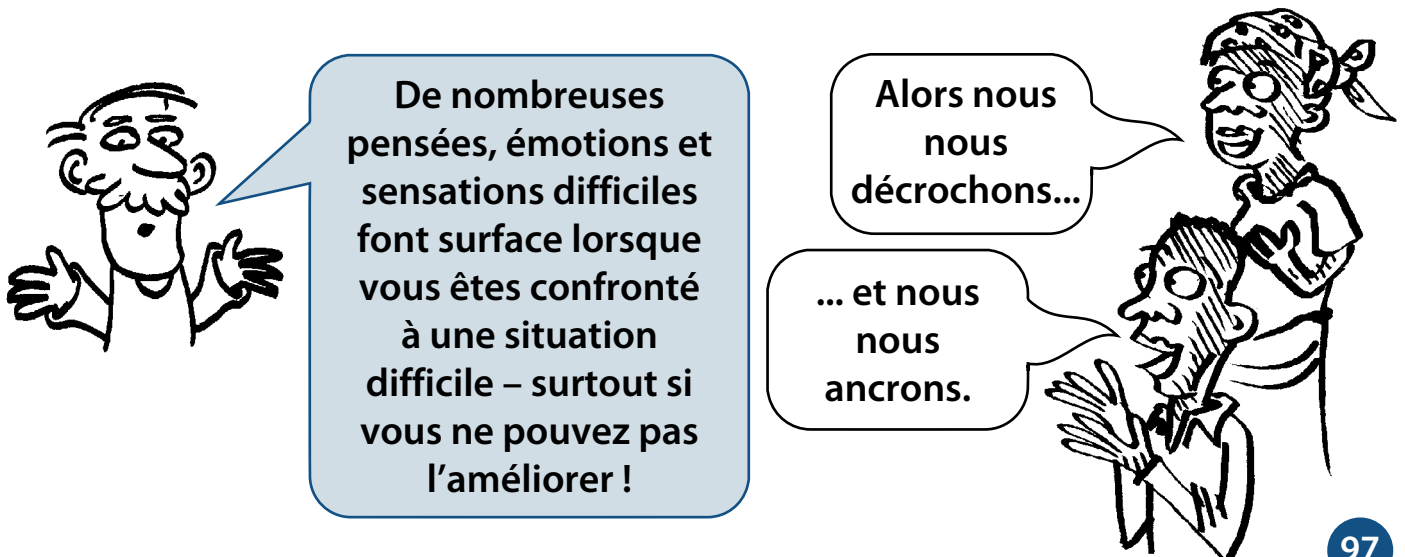 De nombreuses
pensées, émotions et
sensations difficiles
font surface lorsque
vous êtes confronté
à une situation
difficile – surtout si
vous ne pouvez pas
l’améliorer !
Alors nous
nous
décrochons...
... et nous
nous
ancrons.
97